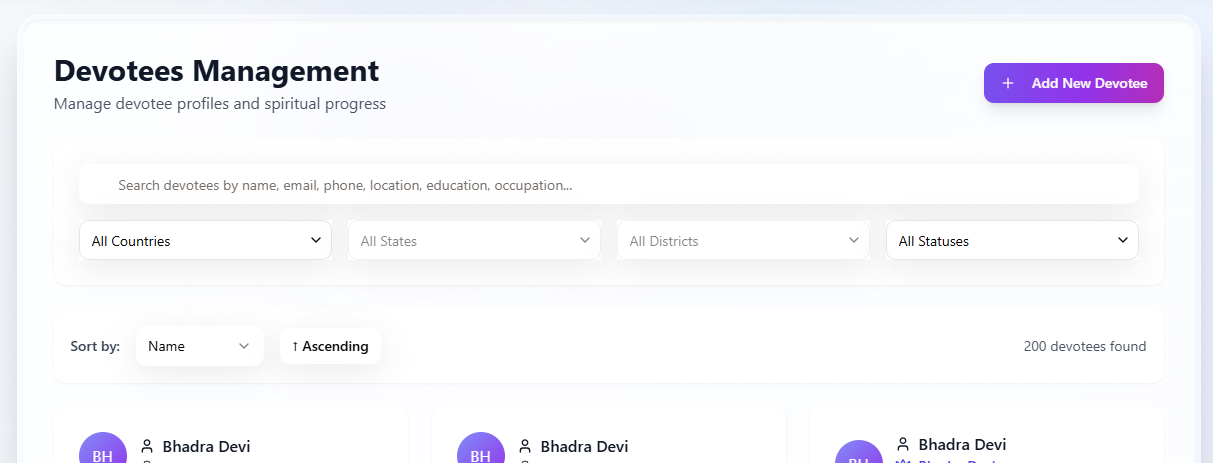 Devotees Management
Manage devotee profiles and spiritual progress
+ Add New Devotee
Search devotees by name, email, phone, location, education, occupation...
All Countries
All States
All Districts
All Statuses
Sort by:
Name
↑ Ascending
200 devotees found
BH
Bhadra Devi
BH
Bhadra Devi
BH
Bhadra Devi